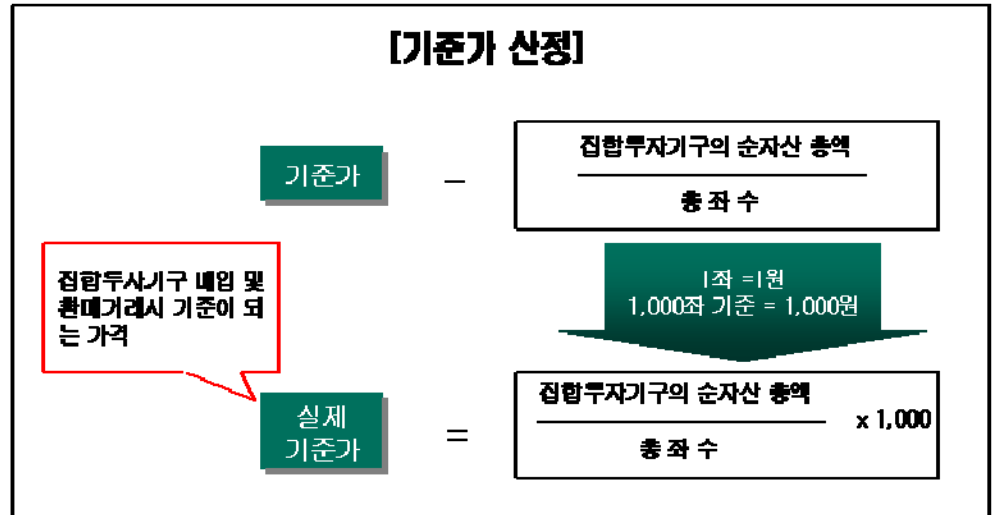 [기준가 산정]
집합투자기구의 순자산 총액
기준가
–
총 좌 수
집합투자기구 매입 및
환매거래시 기준이 되
는 가격
1좌 =1원
1,000좌 기준 = 1,000원
집합투자기구의 순자산 총액
실제
기준가
=
x 1,000
총 좌 수